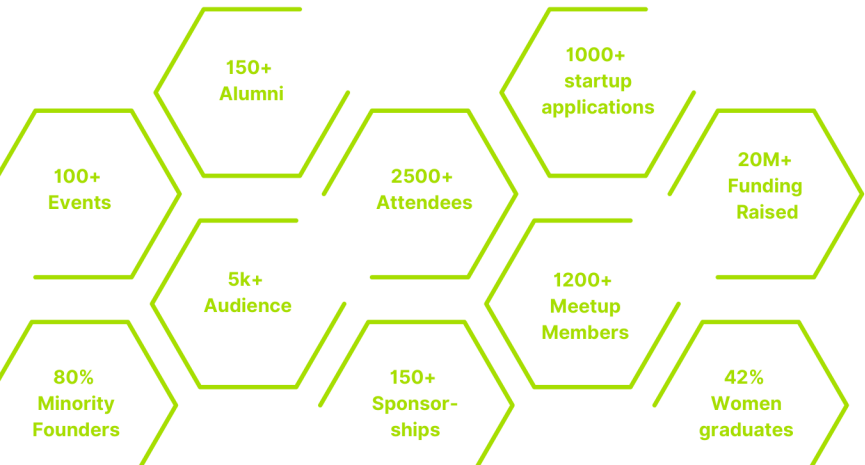 150+
Alumni
1000+
startup
applications
100+
Events
2500+
Attendees
20M+
Funding
Raised
5k+
Audience
1200+
Meetup
Members
80%
Minority
Founders
150+
Sponsor-
ships
42%
Women
graduates